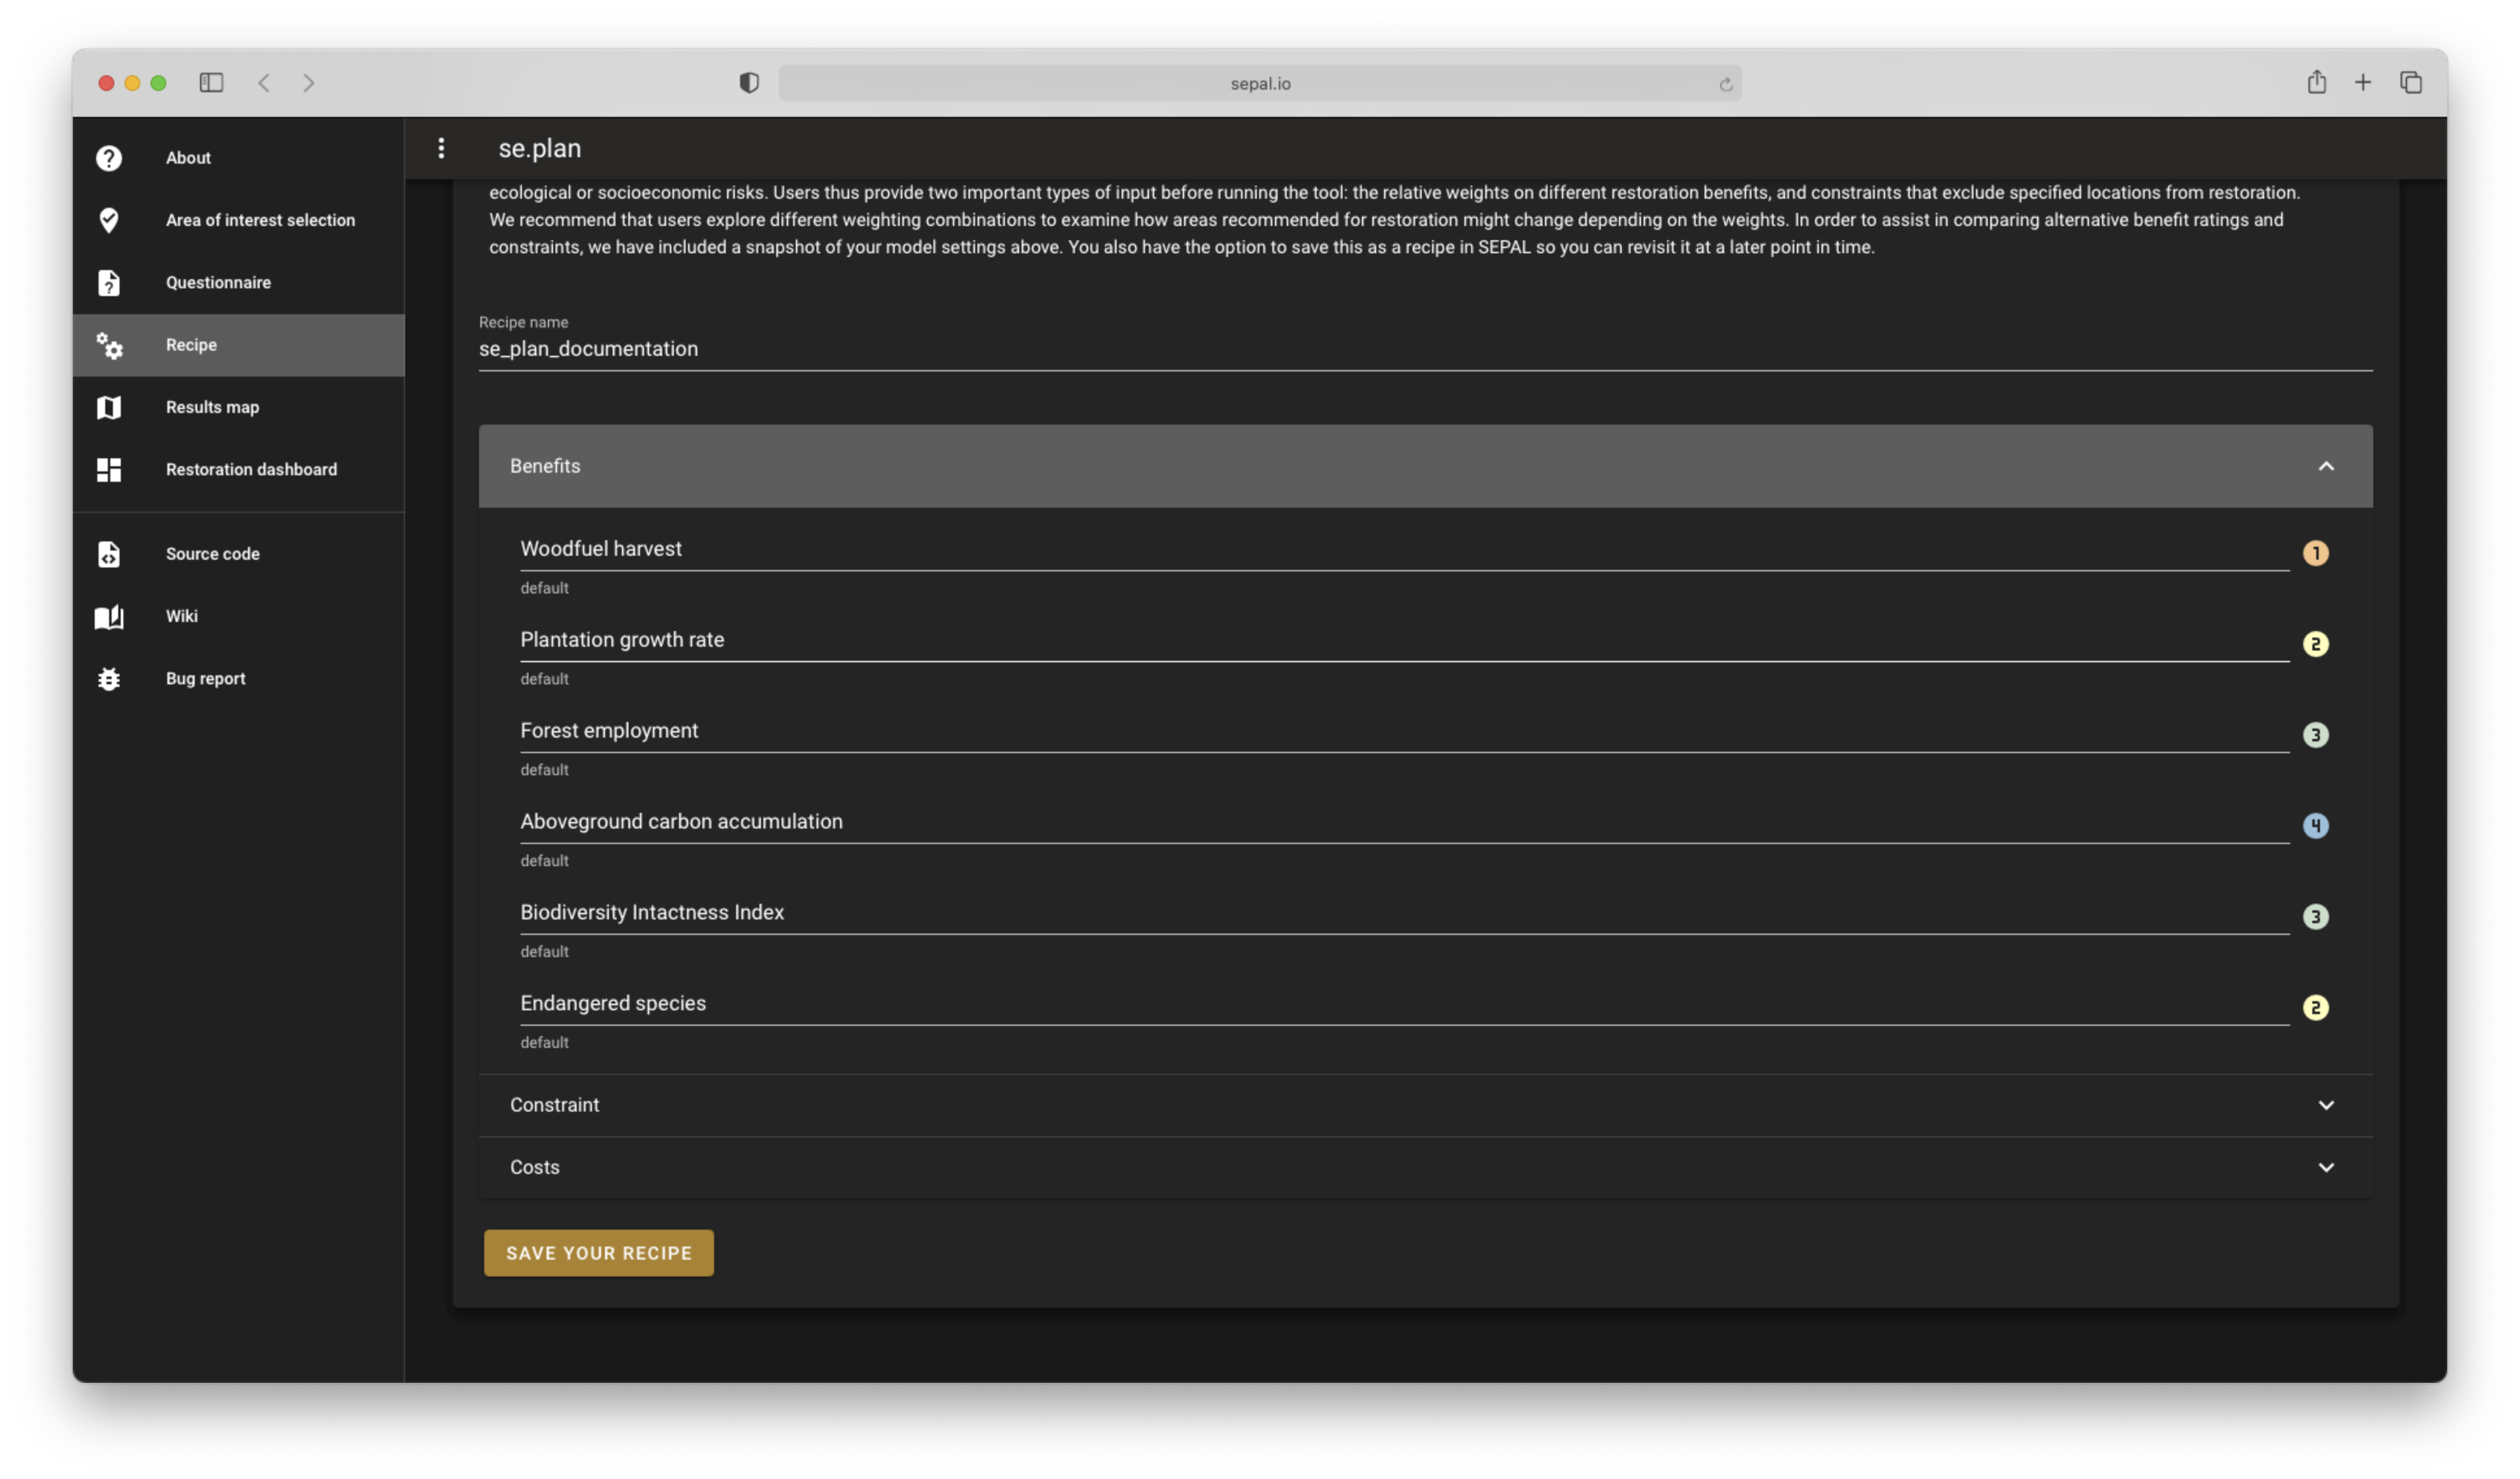 sepal.io
About
Area of interest selection
Questionnaire
Recipe
Results map
Restoration dashboard
Source code
Wiki
Bug report
se.plan
ecological or socioeconomic risks. Users thus provide two important types of input before running the tool: the relative weights on different restoration benefits, and constraints that exclude specified locations from restoration.
We recommend that users explore different weighting combinations to examine how areas recommended for restoration might change depending on the weights. In order to assist in comparing alternative benefit ratings and
constraints, we have included a snapshot of your model settings above. You also have the option to save this as a recipe in SEPAL so you can revisit it at a later point in time.
Recipe name
se_plan_documentation
Benefits
Woodfuel harvest 1
default
Plantation growth rate 2
default
Forest employment 3
default
Aboveground carbon accumulation 4
default
Biodiversity Intactness Index 3
default
Endangered species 2
default
Constraint
Costs
SAVE YOUR RECIPE